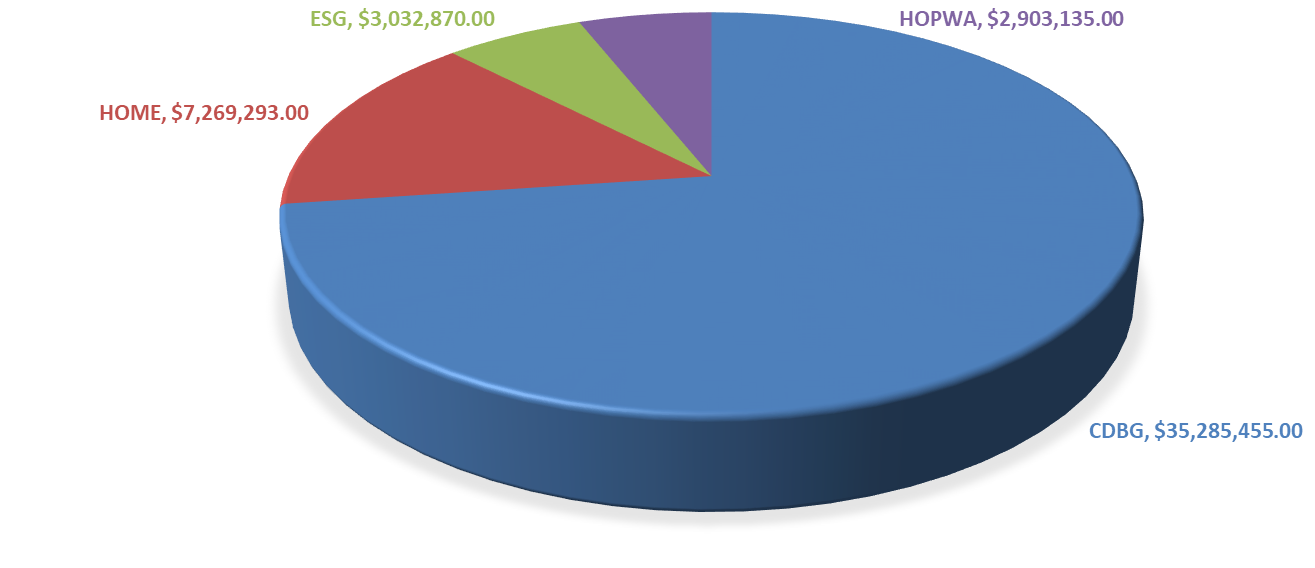 ESG, $3,032,870.00
HOPWA, $2,903,135.00
HOME, $7,269,293.00
CDBG, $35,285,455.00